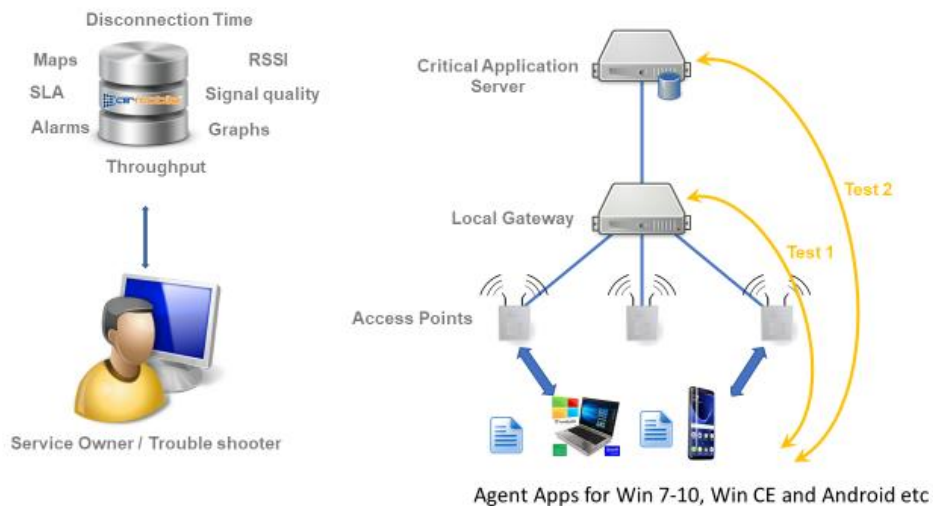 Disconnection Time
Maps
RSSI
SLA
Signal quality
Alarms
Graphs
Throughput
Service Owner / Trouble shooter
Critical Application
Server
Local Gateway
Access Points
Test 2
Test 1
Agent Apps for Win 7-10, Win CE and Android etc